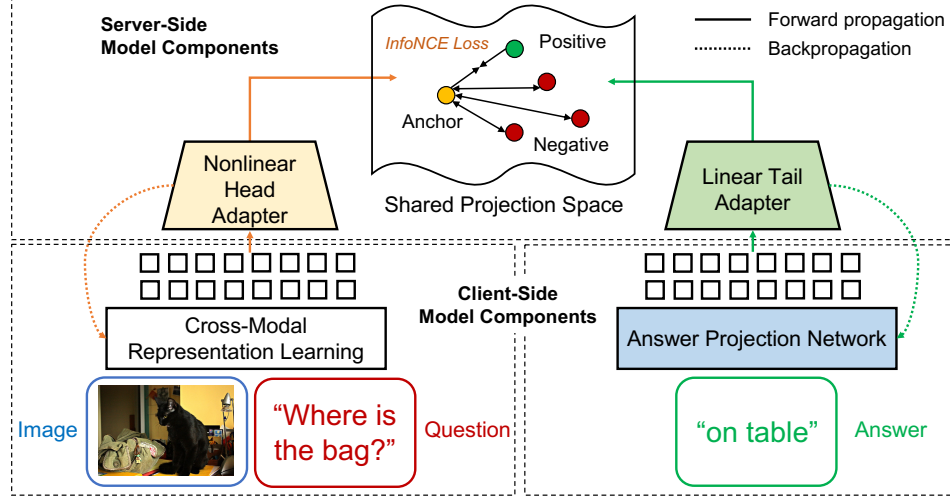 Server-Side
Model Components
InfoNCE Loss
Positive
Anchor
Negative
Shared Projection Space
Forward propagation
Backpropagation
Nonlinear
Head
Adapter
Linear Tail
Adapter
Client-Side
Model Components
Cross-Modal
Representation Learning
Answer Projection Network
Image
“Where is
the bag?”
Question
“on table”
Answer